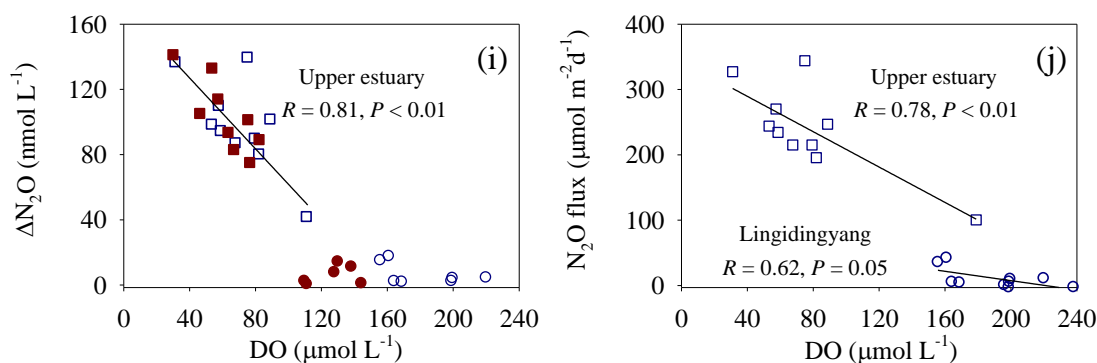 160
120
80
40
0
ΔN₂O (nmol L⁻¹)
(i)
Upper estuary
R = 0.81, P < 0.01
0 40 80 120 160 200 240
DO (μmol L⁻¹)
400
300
200
100
0
N₂O flux (μmol m⁻²d⁻¹)
(j)
Upper estuary
R = 0.78, P < 0.01
Lingidingyang
R = 0.62, P = 0.05
0 40 80 120 160 200 240
DO (μmol L⁻¹)